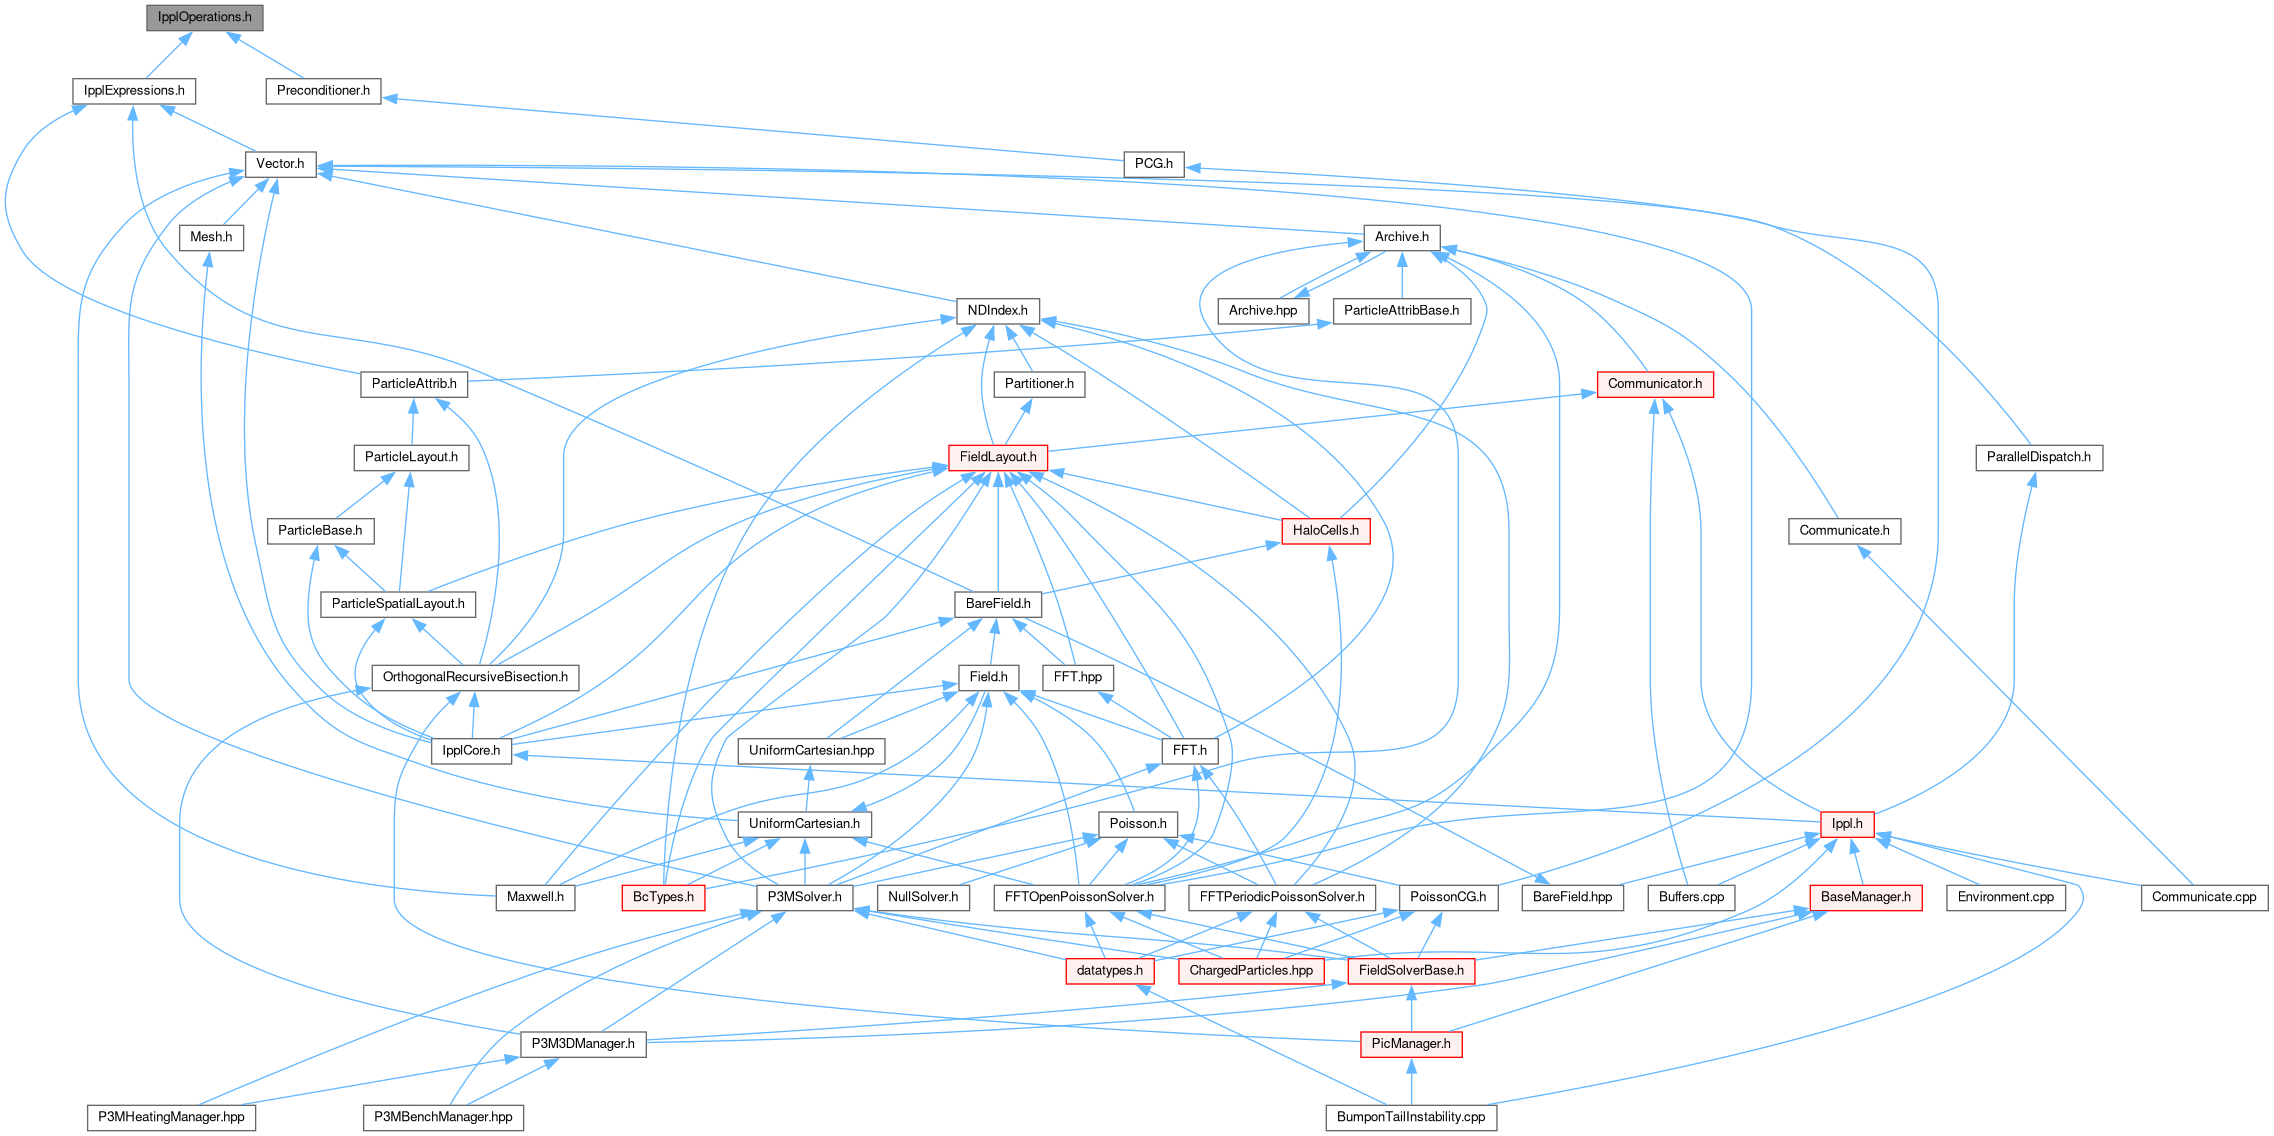 IpplOperations.h
IpplExpressions.h
Preconditioner.h
Vector.h
PCG.h
Mesh.h
Archive.h
NDIndex.h
Archive.hpp
ParticleAttribBase.h
ParticleAttrib.h
Partitioner.h
Communicator.h
ParticleLayout.h
FieldLayout.h
ParallelDispatch.h
ParticleBase.h
HaloCells.h
Communicate.h
ParticleSpatialLayout.h
BareField.h
OrthogonalRecursiveBisection.h
Field.h
FFT.hpp
IpplCore.h
UniformCartesian.hpp
FFT.h
UniformCartesian.h
Poisson.h
Ippl.h
Maxwell.h
BcTypes.h
P3MSolver.h
NullSolver.h
FFTOpenPoissonSolver.h
FFTPeriodicPoissonSolver.h
PoissonCG.h
BareField.hpp
Buffers.cpp
BaseManager.h
Environment.cpp
Communicate.cpp
datatypes.h
ChargedParticles.hpp
FieldSolverBase.h
P3M3DManager.h
PicManager.h
P3MHeatingManager.hpp
P3MBenchManager.hpp
BumponTailInstability.cpp